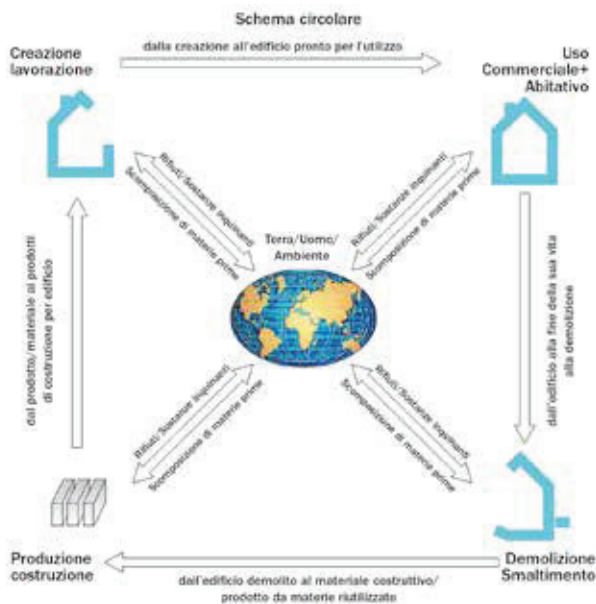 Schema circolare
dalla creazione all'edificio pronto per l'utilizzo
Creazione
lavorazione
Uso
Commerciale+
Abitativo
Rifiuti/Sostanze inquinanti
Scomposizione di materie prime
Rifiuti/Sostanze inquinanti
Scomposizione di materie prime
Terra/Uomo/
Ambiente
dal prodotto/materiale ai prodotti
di costruzione per edificio
dall'edificio alla fine della sua vita
alla demolizione
Rifiuti/Sostanze inquinanti
Scomposizione di materie prime
Rifiuti/Sostanze inquinanti
Scomposizione di materia prime
Produzione
costruzione
Demolizione
Smaltimento
dall'edificio demolito al materiale costruttivo/
prodotto da materie riutilizzato